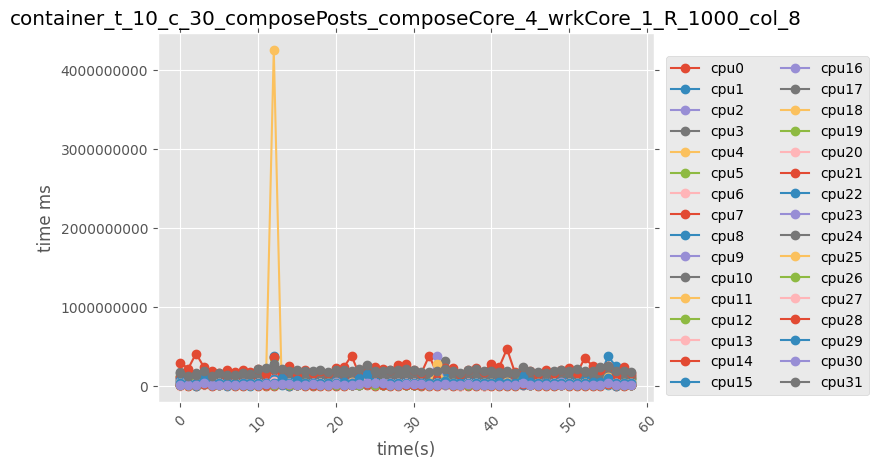 container_t_10_c_30_composePosts_composeCore_4_wrkCore_1_R_1000_col_8
4000000000
3000000000
2000000000
1000000000
0
time ms
0
10
20
30
40
50
60
time(s)
cpu0
cpu1
cpu2
cpu3
cpu4
cpu5
cpu6
cpu7
cpu8
cpu9
cpu10
cpu11
cpu12
cpu13
cpu14
cpu15
cpu16
cpu17
cpu18
cpu19
cpu20
cpu21
cpu22
cpu23
cpu24
cpu25
cpu26
cpu27
cpu28
cpu29
cpu30
cpu31